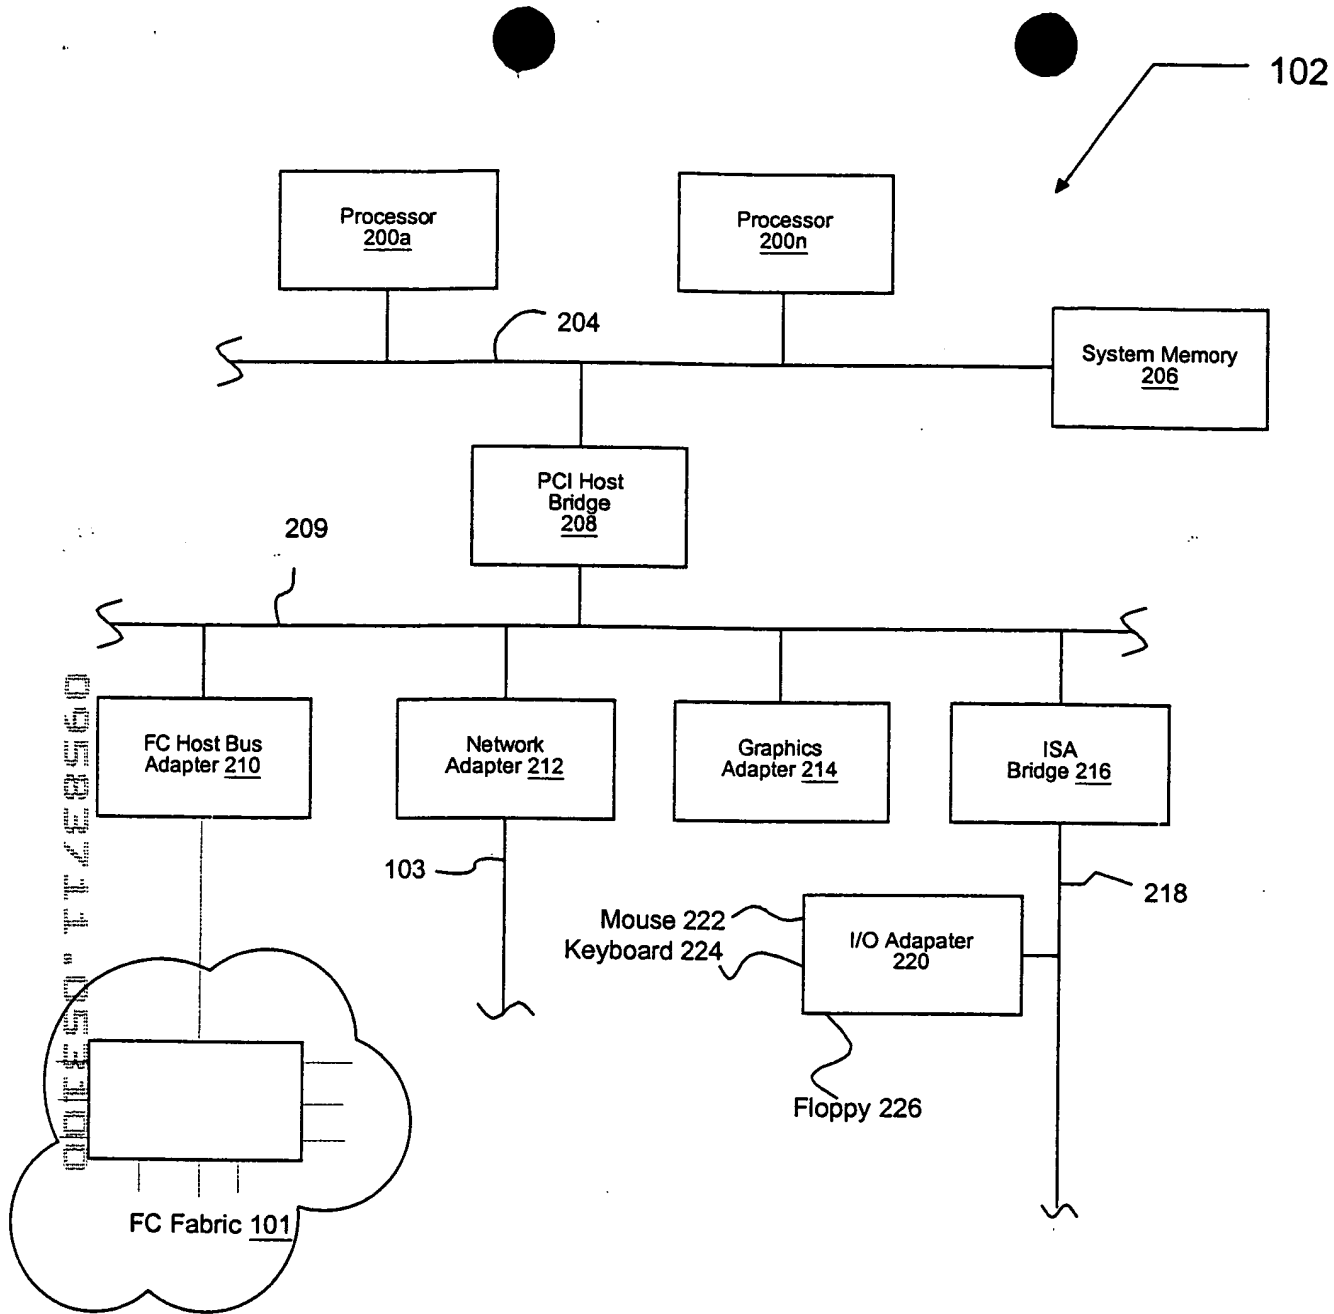 102
Processor
200a
Processor
200n
204
System Memory
206
PCI Host
Bridge
208
209
FC Host Bus
Adapter 210
Network
Adapter 212
Graphics
Adapter 214
ISA
Bridge 216
103
218
Mouse 222
Keyboard 224
I/O Adapater
220
Floppy 226
FC Fabric 101